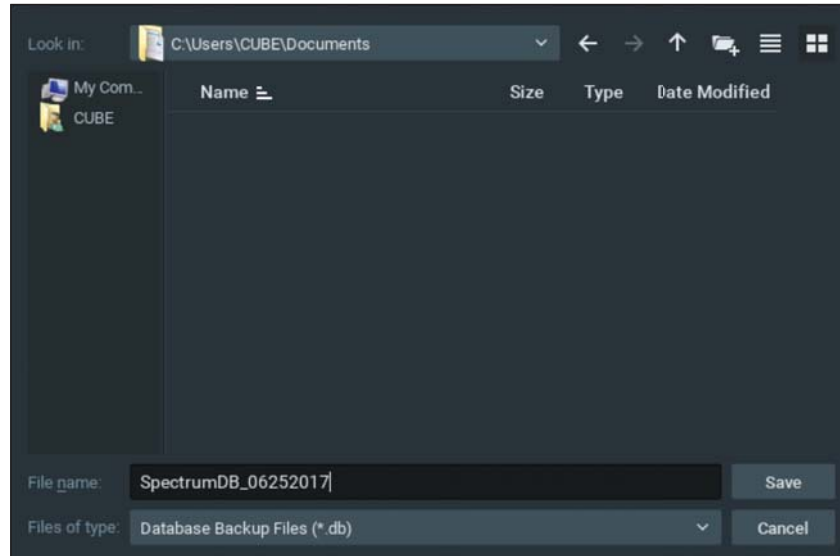 Look in: C:\Users\CUBE\Documents
My Com...
CUBE
Name Size Type Date Modified
File name: SpectrumDB_06252017 Save
Files of type: Database Backup Files (*.db) Cancel